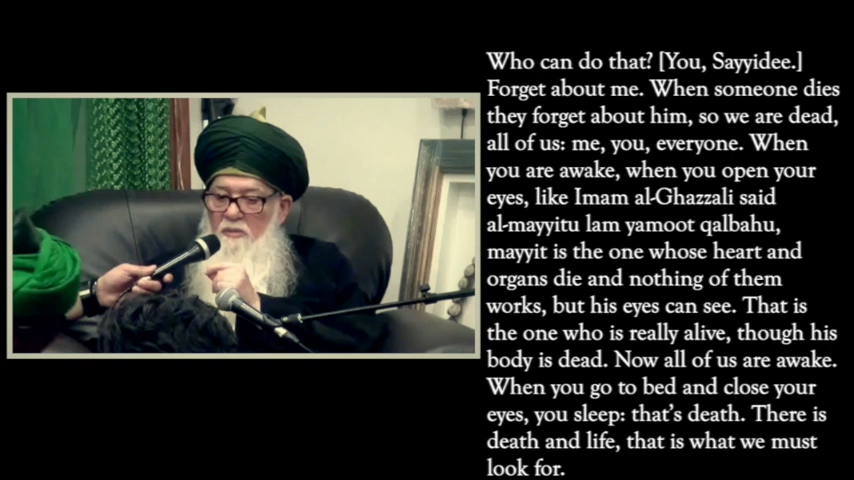 Who can do that? [You, Sayyidee.]
Forget about me. When someone dies
they forget about him, so we are dead,
all of us: me, you, everyone. When
you are awake, when you open your
eyes, like Imam al-Ghazzali said
al-mayyitu lam yamoot qalbahu,
mayyit is the one whose heart and
organs die and nothing of them
works, but his eyes can see. That is
the one who is really alive, though his
body is dead. Now all of us are awake.
When you go to bed and close your
eyes, you sleep: that's death. There is
death and life, that is what we must
look for.